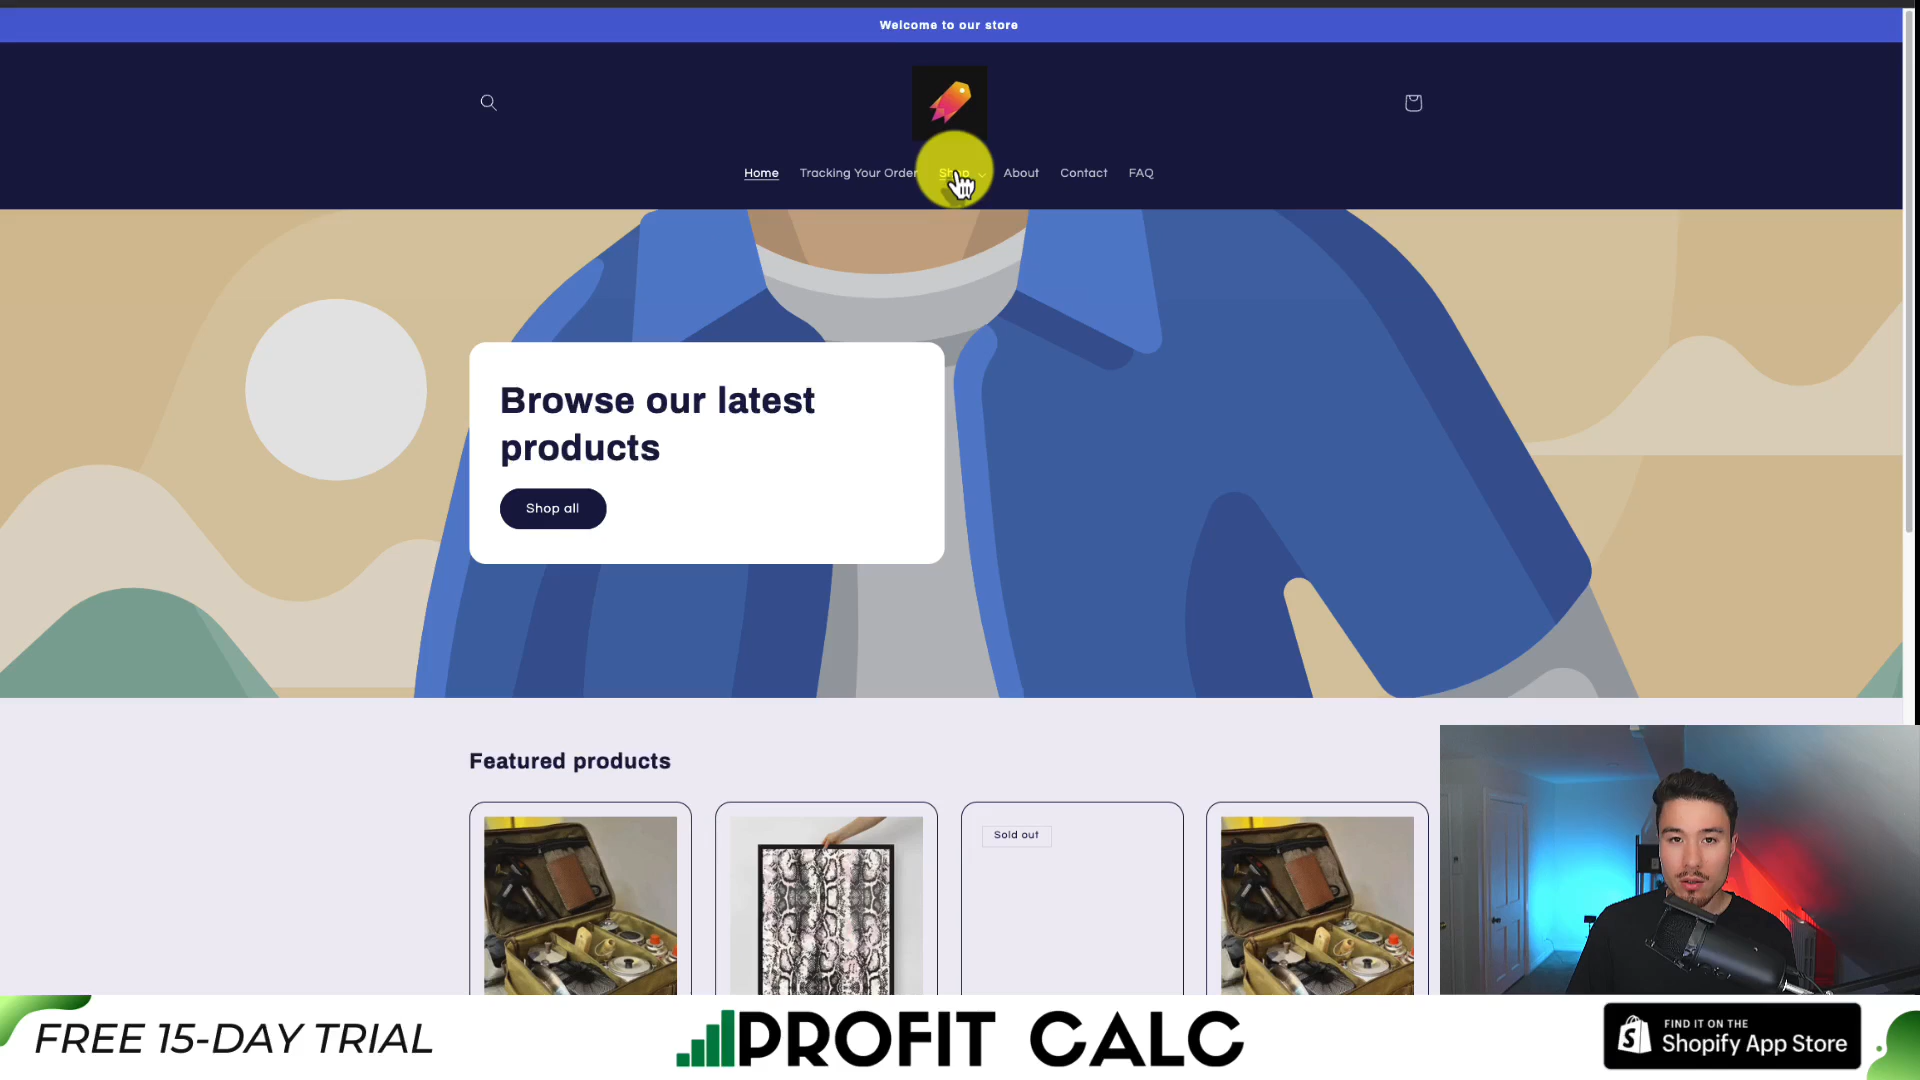 Welcome to our store
Home Tracking Your Order Shop About Contact FAQ
Browse our latest
products
Shop all
Featured products
Sold out
FREE 15-DAY TRIAL
PROFIT CALC
FIND IT ON THE
Shopify App Store